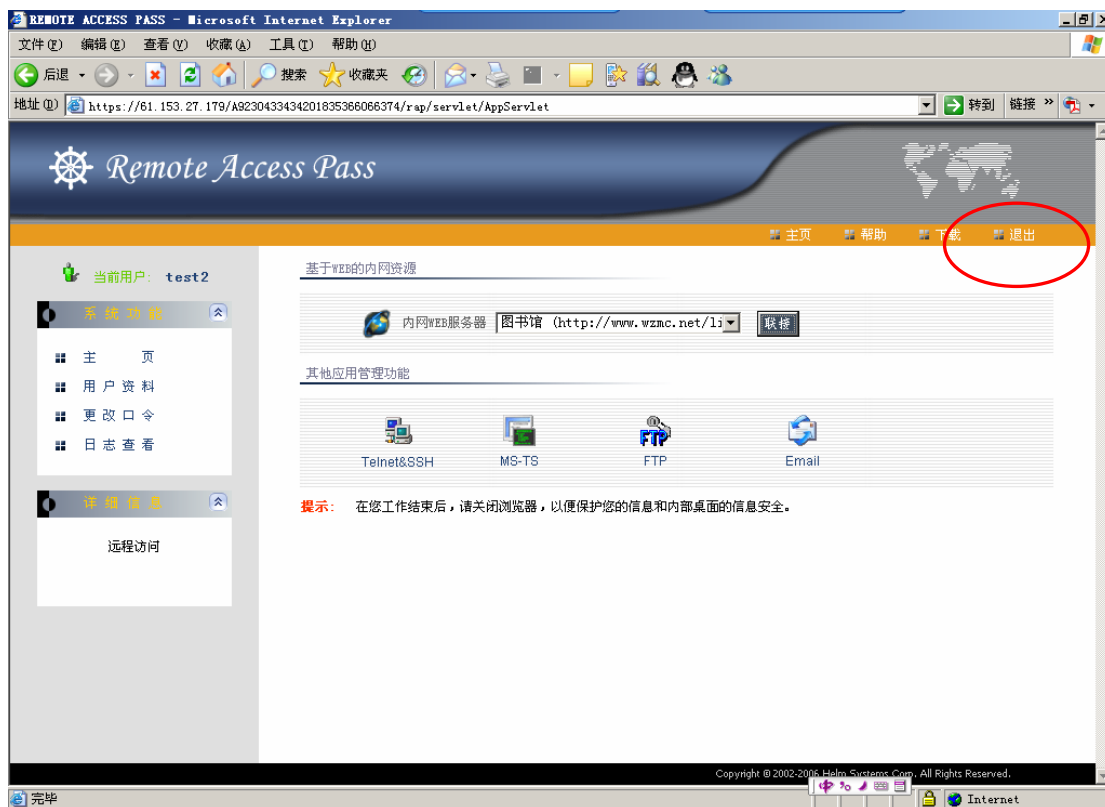 REMOTE ACCESS PASS - Microsoft Internet Explorer
文件(F) 编辑(E) 查看(V) 收藏(A) 工具(T) 帮助(H)
后退 搜索 收藏夹
地址(D) https://61.153.27.179/A92304334342018353660663​74/rap/servlet/AppServlet 转到 链接 »
Remote Access Pass
主页 帮助 下载 退出
当前用户: test2
系统功能
主 页
用户资料
更改口令
日志查看
详细信息
远程访问
基于WEB的内网资源
内网WEB服务器 图书馆 (http://www.wzmc.net/li 联接
其他应用管理功能
FTP
Telnet&SSH MS-TS FTP Email
提示: 在您工作结束后，请关闭浏览器，以便保护您的信息和内部桌面的信息安全。
Copyright © 2002-2006 Helm Systems Corp. All Rights Reserved.
中
完毕 Internet